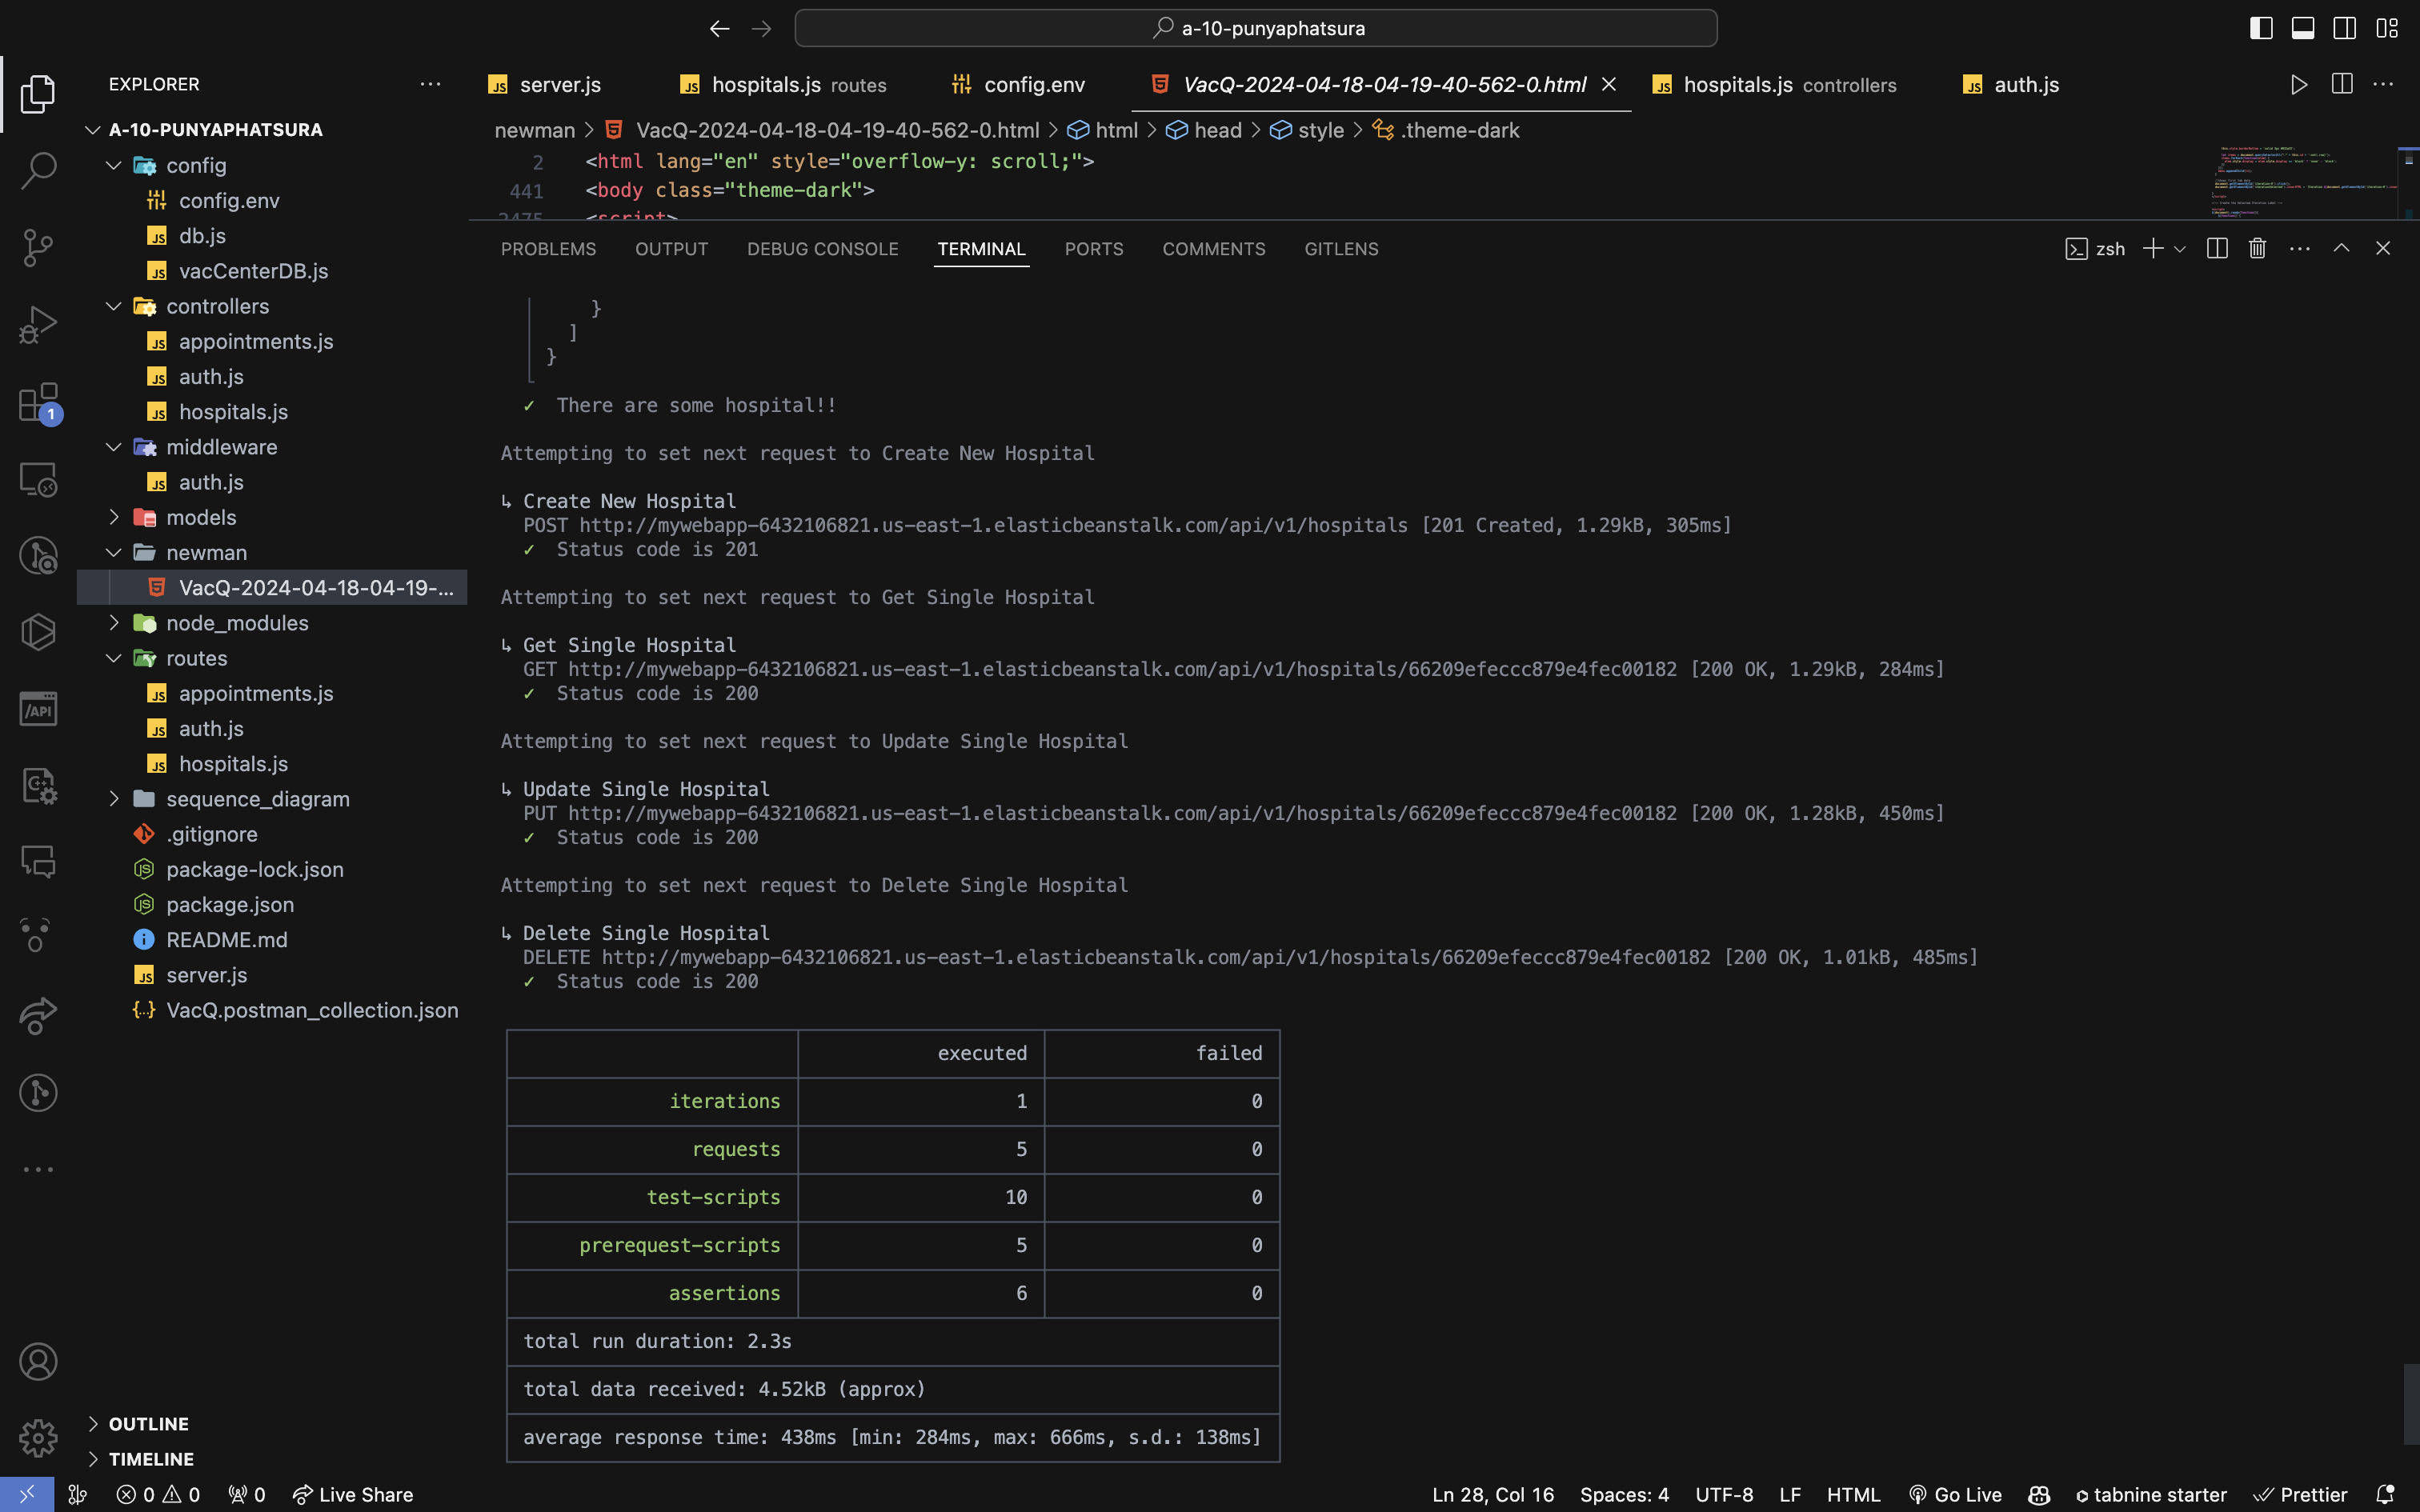 a-10-punyaphatsura
EXPLORER
server.js
hospitals.js routes
config.env
VacQ-2024-04-18-04-19-40-562-0.html
hospitals.js controllers
auth.js
A-10-PUNYAPHATSURA
config
config.env
db.js
vacCenterDB.js
controllers
appointments.js
auth.js
hospitals.js
middleware
auth.js
models
newman
VacQ-2024-04-18-04-19-...
node_modules
routes
appointments.js
auth.js
hospitals.js
sequence_diagram
.gitignore
package-lock.json
package.json
README.md
server.js
VacQ.postman_collection.json
OUTLINE
TIMELINE
1
/API
newman > VacQ-2024-04-18-04-19-40-562-0.html > html > head > style > .theme-dark
2 <html lang="en" style="overflow-y: scroll;">
441 <body class="theme-dark">
2475 <script>
PROBLEMS OUTPUT DEBUG CONSOLE TERMINAL PORTS COMMENTS GITLENS
zsh
}
]
}
✓ There are some hospital!!
Attempting to set next request to Create New Hospital
↳ Create New Hospital
POST http://mywebapp-6432106821.us-east-1.elasticbeanstalk.com/api/v1/hospitals [201 Created, 1.29kB, 305ms]
✓ Status code is 201
Attempting to set next request to Get Single Hospital
↳ Get Single Hospital
GET http://mywebapp-6432106821.us-east-1.elasticbeanstalk.com/api/v1/hospitals/66209efeccc879e4fec00182 [200 OK, 1.29kB, 284ms]
✓ Status code is 200
Attempting to set next request to Update Single Hospital
↳ Update Single Hospital
PUT http://mywebapp-6432106821.us-east-1.elasticbeanstalk.com/api/v1/hospitals/66209efeccc879e4fec00182 [200 OK, 1.28kB, 450ms]
✓ Status code is 200
Attempting to set next request to Delete Single Hospital
↳ Delete Single Hospital
DELETE http://mywebapp-6432106821.us-east-1.elasticbeanstalk.com/api/v1/hospitals/66209efeccc879e4fec00182 [200 OK, 1.01kB, 485ms]
✓ Status code is 200
executed failed
iterations 1 0
requests 5 0
test-scripts 10 0
prerequest-scripts 5 0
assertions 6 0
total run duration: 2.3s
total data received: 4.52kB (approx)
average response time: 438ms [min: 284ms, max: 666ms, s.d.: 138ms]
0 0 0 Live Share
Ln 28, Col 16 Spaces: 4 UTF-8 LF HTML Go Live tabnine starter Prettier